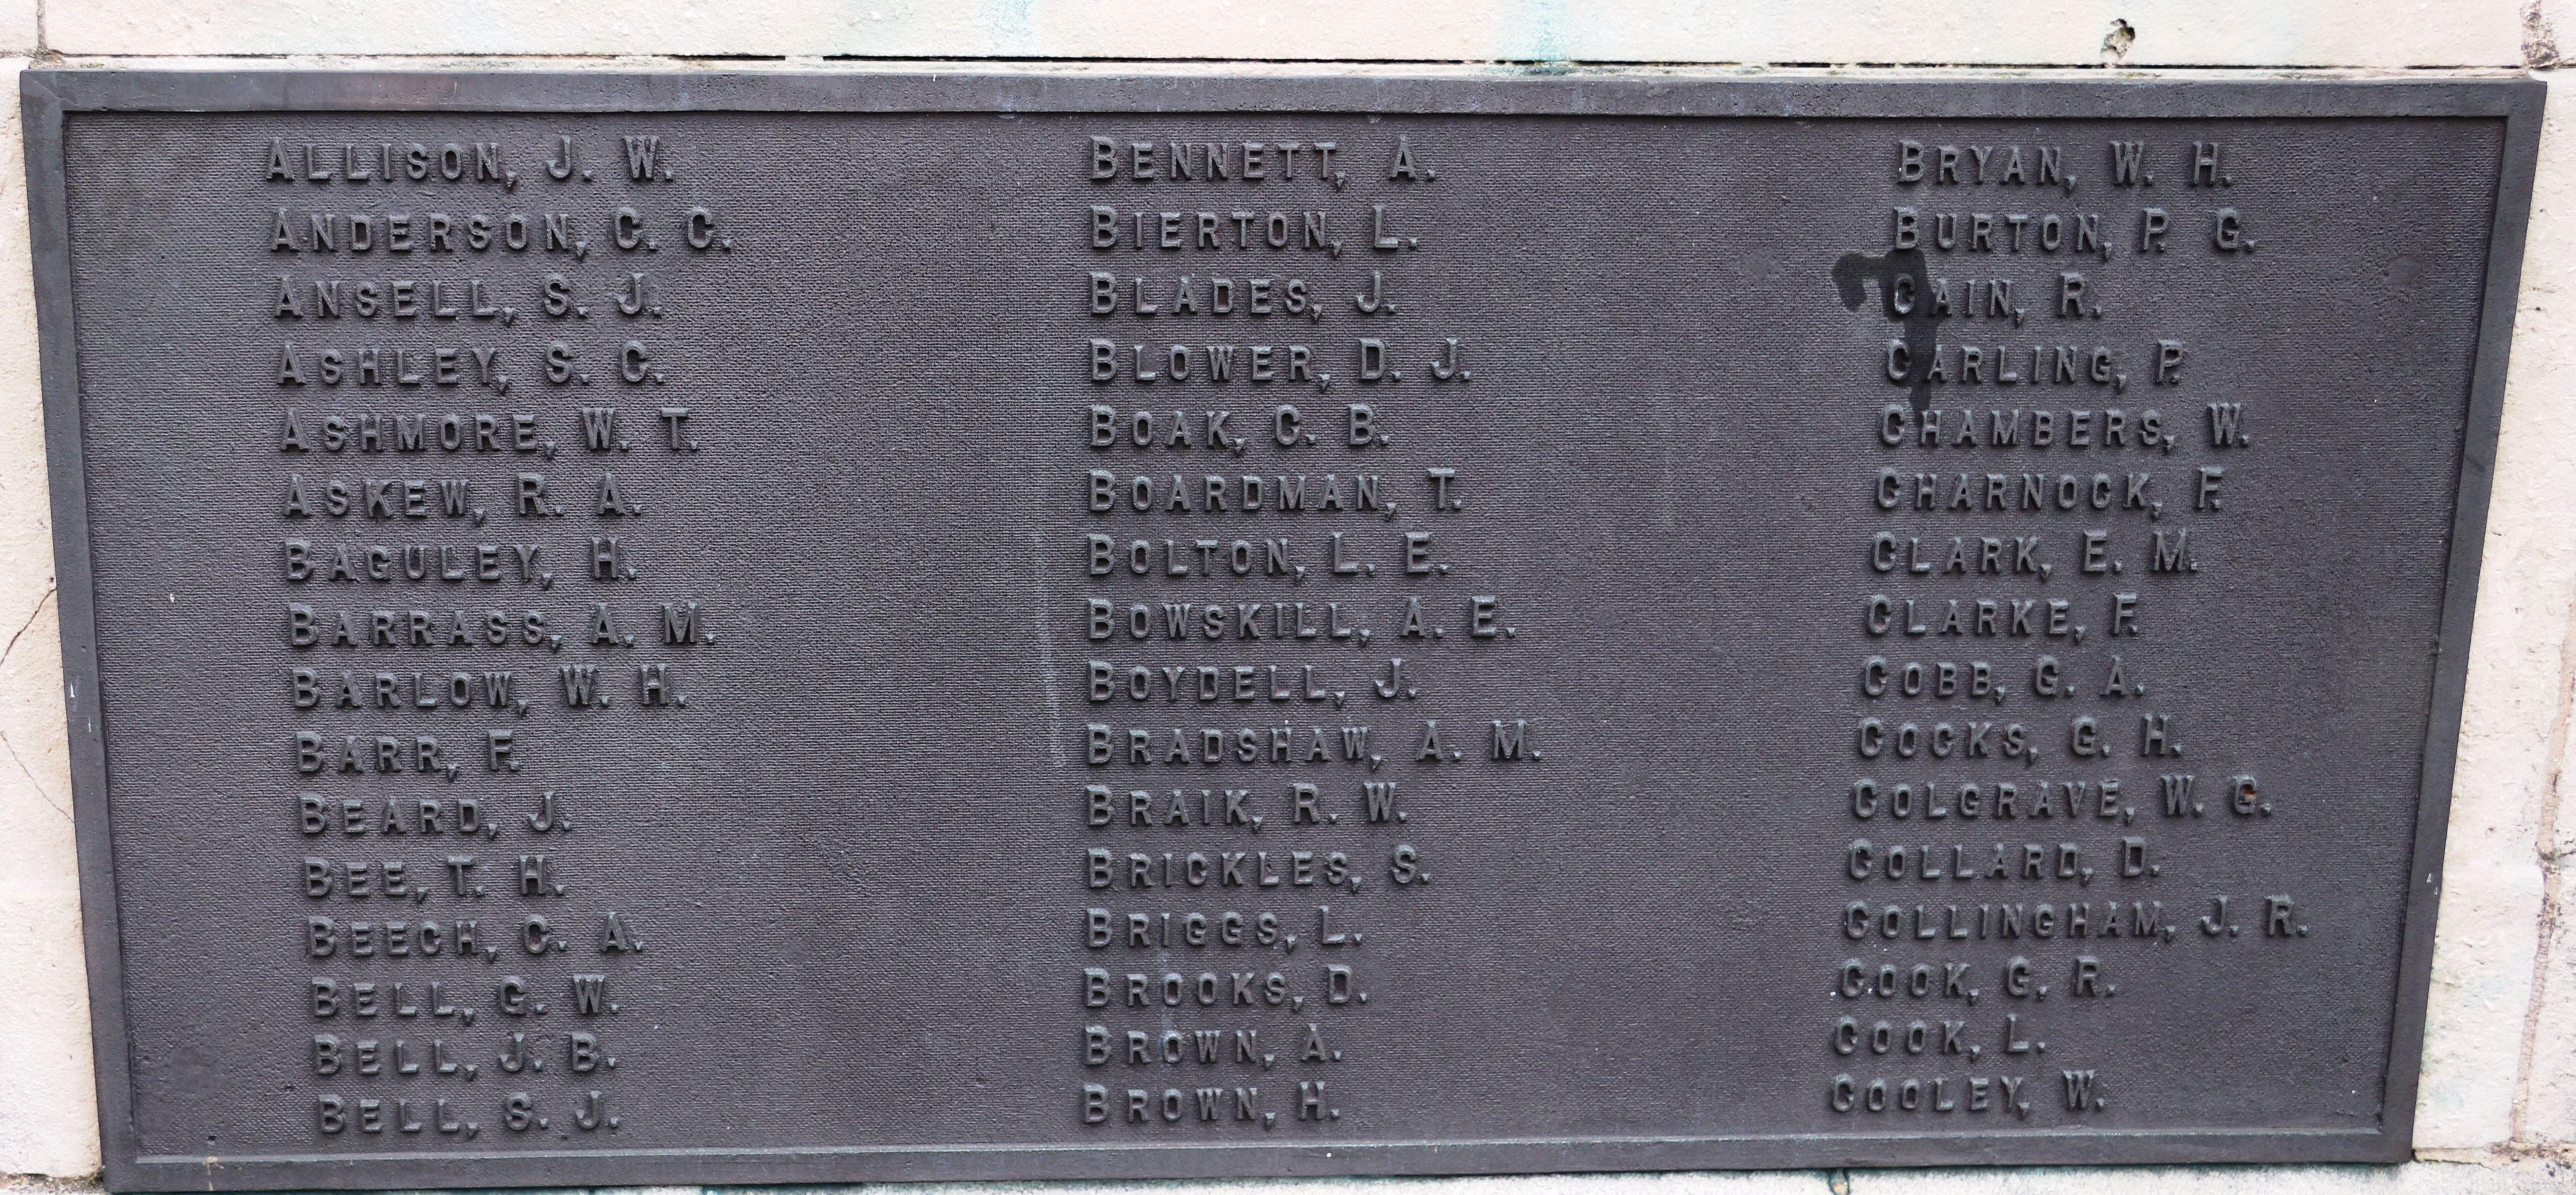 ALLISON, J. W.
ANDERSON, C. C.
ANSELL, S. J.
ASHLEY, S. C.
ASHMORE, W. T.
ASKEW, R. A.
BAGULEY, H.
BARRASS, A. M.
BARLOW, W. H.
BARR, F.
BEARD, J.
BEE, T. H.
BEECH, C. A.
BELL, G. W.
BELL, J. B.
BELL, S. J.
BENNETT, A.
BIERTON, L.
BLADES, J.
BLOWER, D. J.
BOAK, C. B.
BOARDMAN, T.
BOLTON, L. E.
BOWSKILL, A. E.
BOYDELL, J.
BRADSHAW, A. M.
BRAIK, R. W.
BRICKLES, S.
BRIGGS, L.
BROOKS, D.
BROWN, A.
BROWN, H.
BRYAN, W. H.
BURTON, P. G.
CAIN, R.
CARLING, P.
CHAMBERS, W.
CHARNOCK, F.
CLARK, E. M.
CLARKE, F.
COBB, G. A.
COCKS, G. H.
COLGRAVE, W. G.
COLLARD, D.
COLLINGHAM, J. R.
COOK, G. R.
COOK, L.
COOLEY, W.